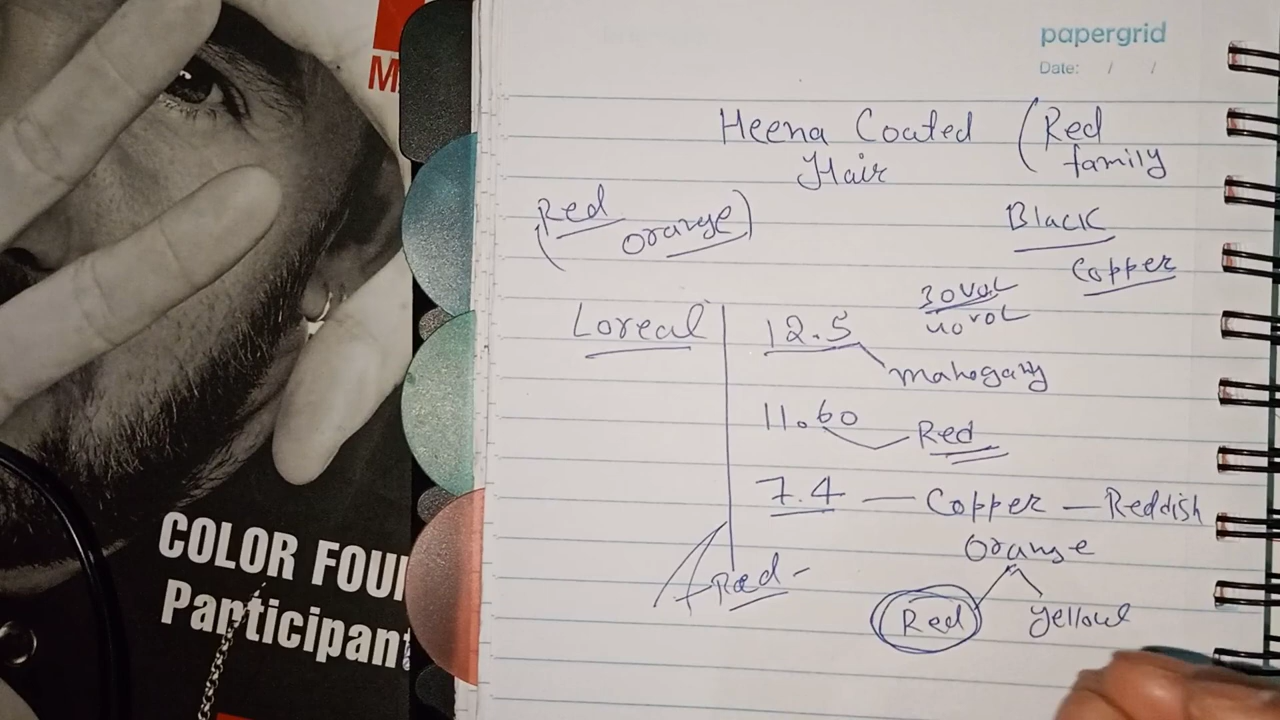 M
COLOR FOU
Participant
papergrid
Date: / /
Heena Coated (Red
Hair family
(Red
orange)
Black
Copper
Loreal
30vol
40vol
12.5
mahogany
11.60
Red
7.4 — Copper — Reddish
Orange
Red -
Red yellow